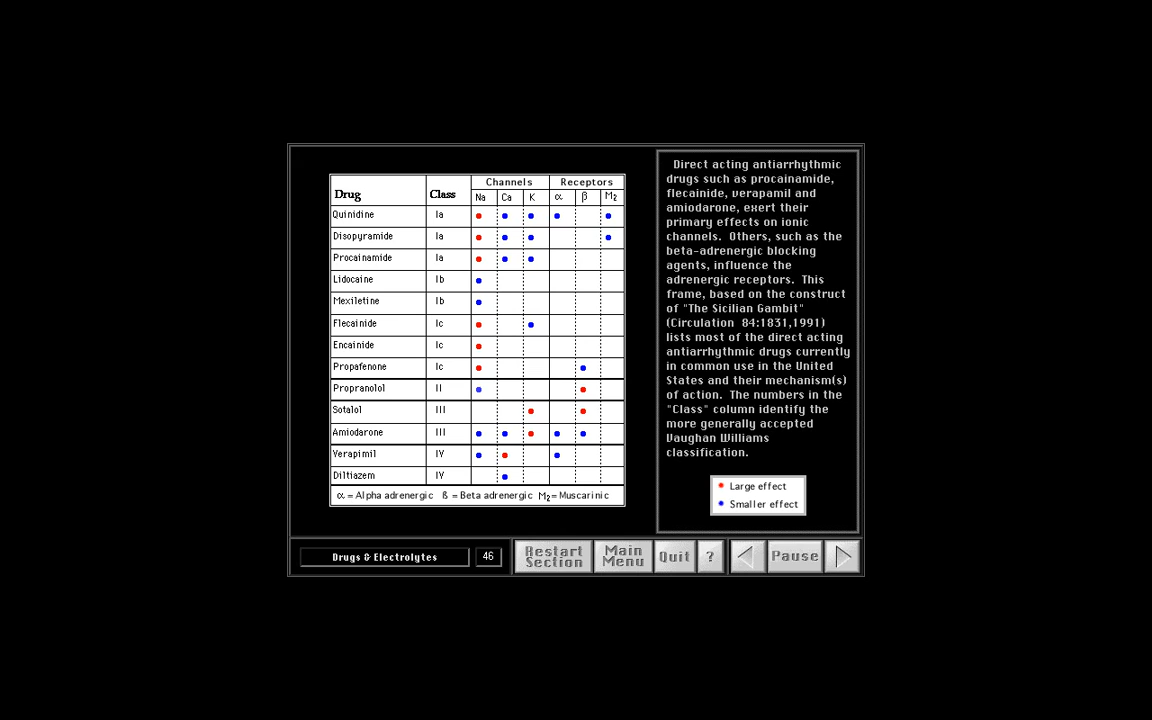 Channels Receptors
Drug Class Na Ca K α β M2
Quinidine Ia
Disopyramide Ia
Procainamide Ia
Lidocaine Ib
Mexiletine Ib
Flecainide Ic
Encainide Ic
Propafenone Ic
Propranolol II
Sotalol III
Amiodarone III
Verapimil IV
Diltiazem IV
α = Alpha adrenergic ß = Beta adrenergic M2 = Muscarinic
Direct acting antiarrhythmic
drugs such as procainamide,
flecainide, verapamil and
amiodarone, exert their
primary effects on ionic
channels. Others, such as the
beta-adrenergic blocking
agents, influence the
adrenergic receptors. This
frame, based on the construct
of "The Sicilian Gambit"
(Circulation 84:1831,1991)
lists most of the direct acting
antiarrhythmic drugs currently
in common use in the United
States and their mechanism(s)
of action. The numbers in the
"Class" column identify the
more generally accepted
Vaughan Williams
classification.
Large effect
Smaller effect
Drugs & Electrolytes 46 Restart Section Main Menu Quit ? Pause